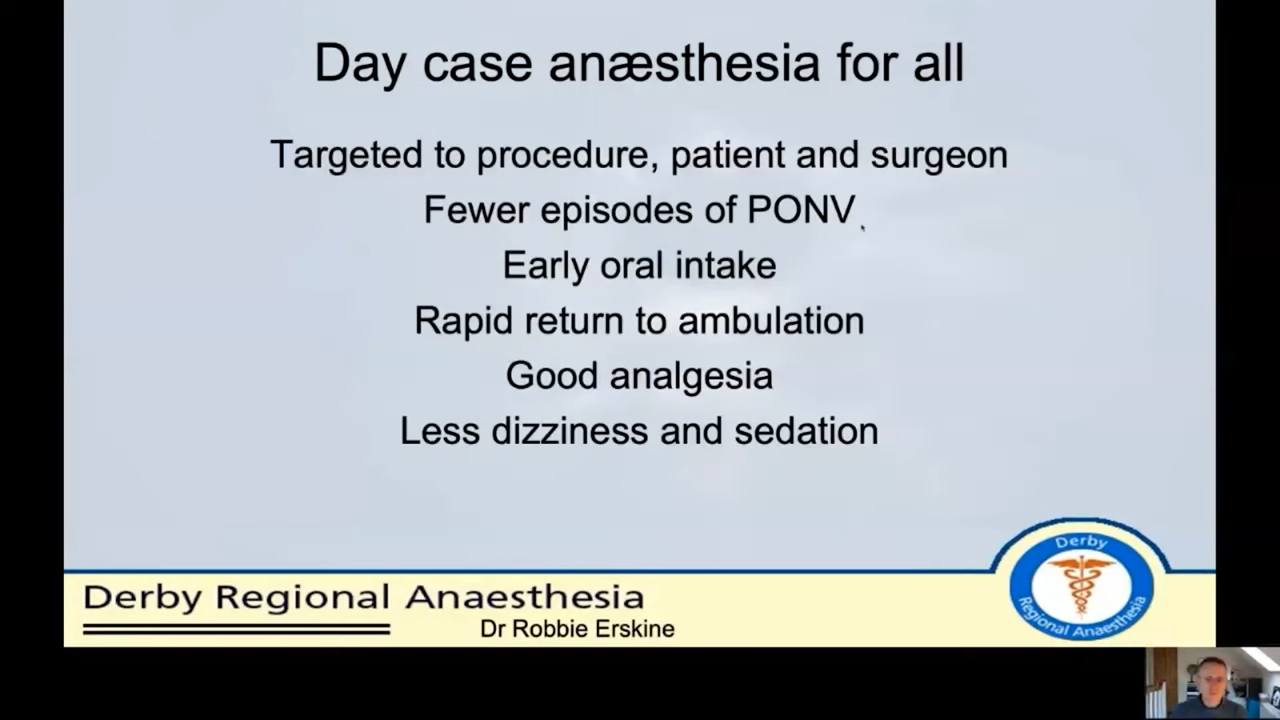 Day case anæsthesia for all
Targeted to procedure, patient and surgeon
Fewer episodes of PONV
Early oral intake
Rapid return to ambulation
Good analgesia
Less dizziness and sedation
Derby Regional Anaesthesia
Dr Robbie Erskine
Derby
Regional Anaesthesia